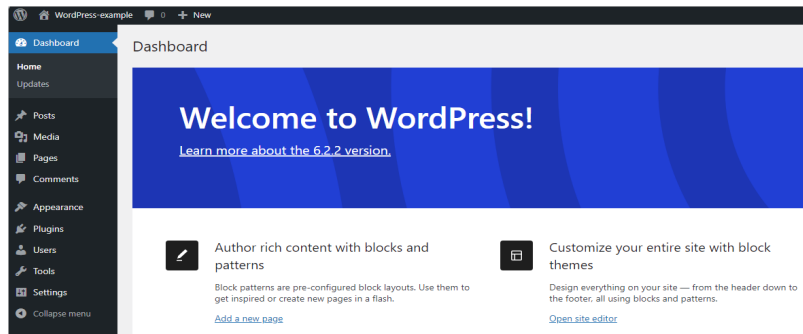 WordPress-example 0 + New
Dashboard
Home
Updates
Posts
Media
Pages
Comments
Appearance
Plugins
Users
Tools
Settings
Collapse menu
Dashboard
Welcome to WordPress!
Learn more about the 6.2.2 version.
Author rich content with blocks and
patterns
Block patterns are pre-configured block layouts. Use them to
get inspired or create new pages in a flash.
Add a new page
Customize your entire site with block
themes
Design everything on your site — from the header down to
the footer, all using blocks and patterns.
Open site editor